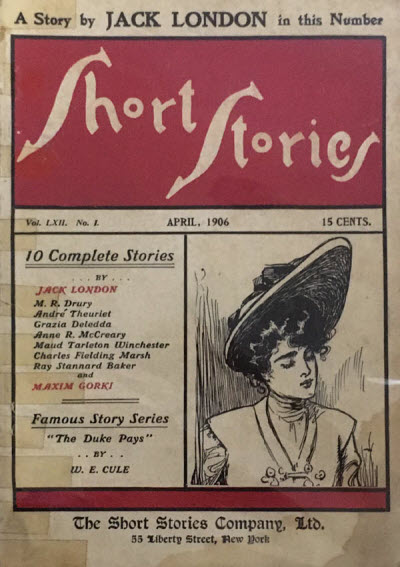 A Story by JACK LONDON in this Number
Short Stories
Vol. LXII. No. 1. APRIL, 1906 15 CENTS.
10 Complete Stories
. . . BY . . .
JACK LONDON
M. R. Drury
André Theuriet
Grazia Deledda
Anne R. McCreary
Maud Tarleton Winchester
Charles Fielding Marsh
Ray Stannard Baker
and
MAXIM GORKI
Famous Story Series
"The Duke Pays"
. . BY . .
W. E. CULE
The Short Stories Company, Ltd.
55 Liberty Street, New York